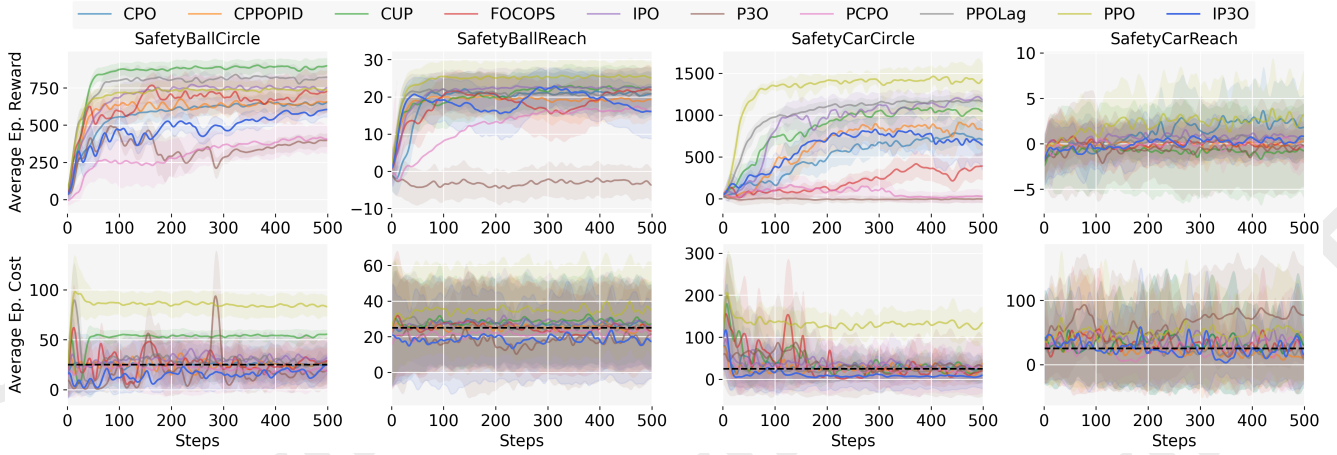 CPO CPPOPID CUP FOCOPS IPO P3O PCPO PPOLag PPO IP3O
SafetyBallCircle SafetyBallReach SafetyCarCircle SafetyCarReach
Average Ep. Reward
750
500
250
0
0 100 200 300 400 500
30
20
10
0
−10
0 100 200 300 400 500
1500
1000
500
0
0 100 200 300 400 500
10
5
0
−5
0 100 200 300 400 500
Average Ep. Cost
100
50
0
0 100 200 300 400 500
Steps
60
40
20
0
0 100 200 300 400 500
Steps
300
200
100
0
0 100 200 300 400 500
Steps
100
0
0 100 200 300 400 500
Steps